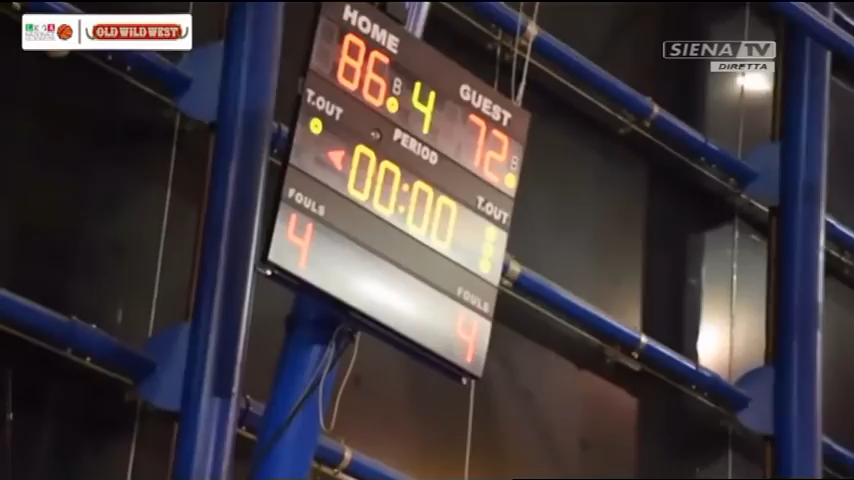 OLD WILD WEST
SIENA TV
DIRETTA
HOME
86 B 4
GUEST
72 B
T.OUT
PERIOD
00:00
T.OUT
FOULS
4
FOULS
4